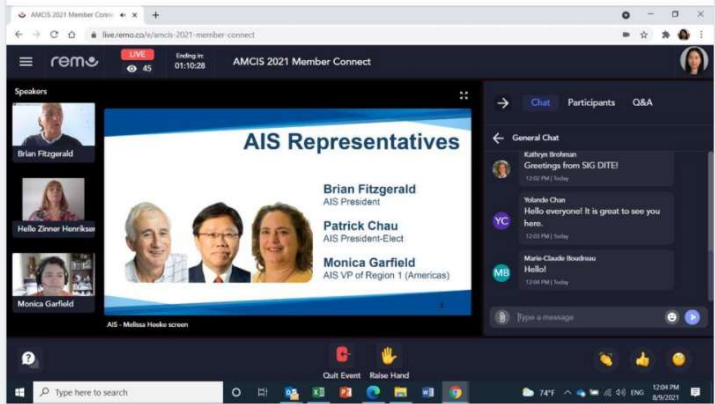 AMCIS 2021 Member Conn
live.remo.co/e/amcis-2021-member-connect
remo
LIVE
45
Ending in:
01:10:28
AMCIS 2021 Member Connect
Speakers
Brian Fitzgerald
Helle Zinner Henrikse
Monica Garfield
AIS Representatives
Brian Fitzgerald
AIS President
Patrick Chau
AIS President-Elect
Monica Garfield
AIS VP of Region 1 (Americas)
AIS - Melissa Heeke screen
Chat
Participants
Q&A
General Chat
Kathryn Brohman
Greetings from SIG DITE!
12:02 PM | Today
YC
Yolande Chan
Hello everyone! It is great to see you
here.
12:03 PM | Today
MB
Marie-Claude Boudreau
Hello!
12:04 PM | Today
Type a message
Quit Event
Raise Hand
Type here to search
74°F
ENG
12:04 PM
8/9/2021